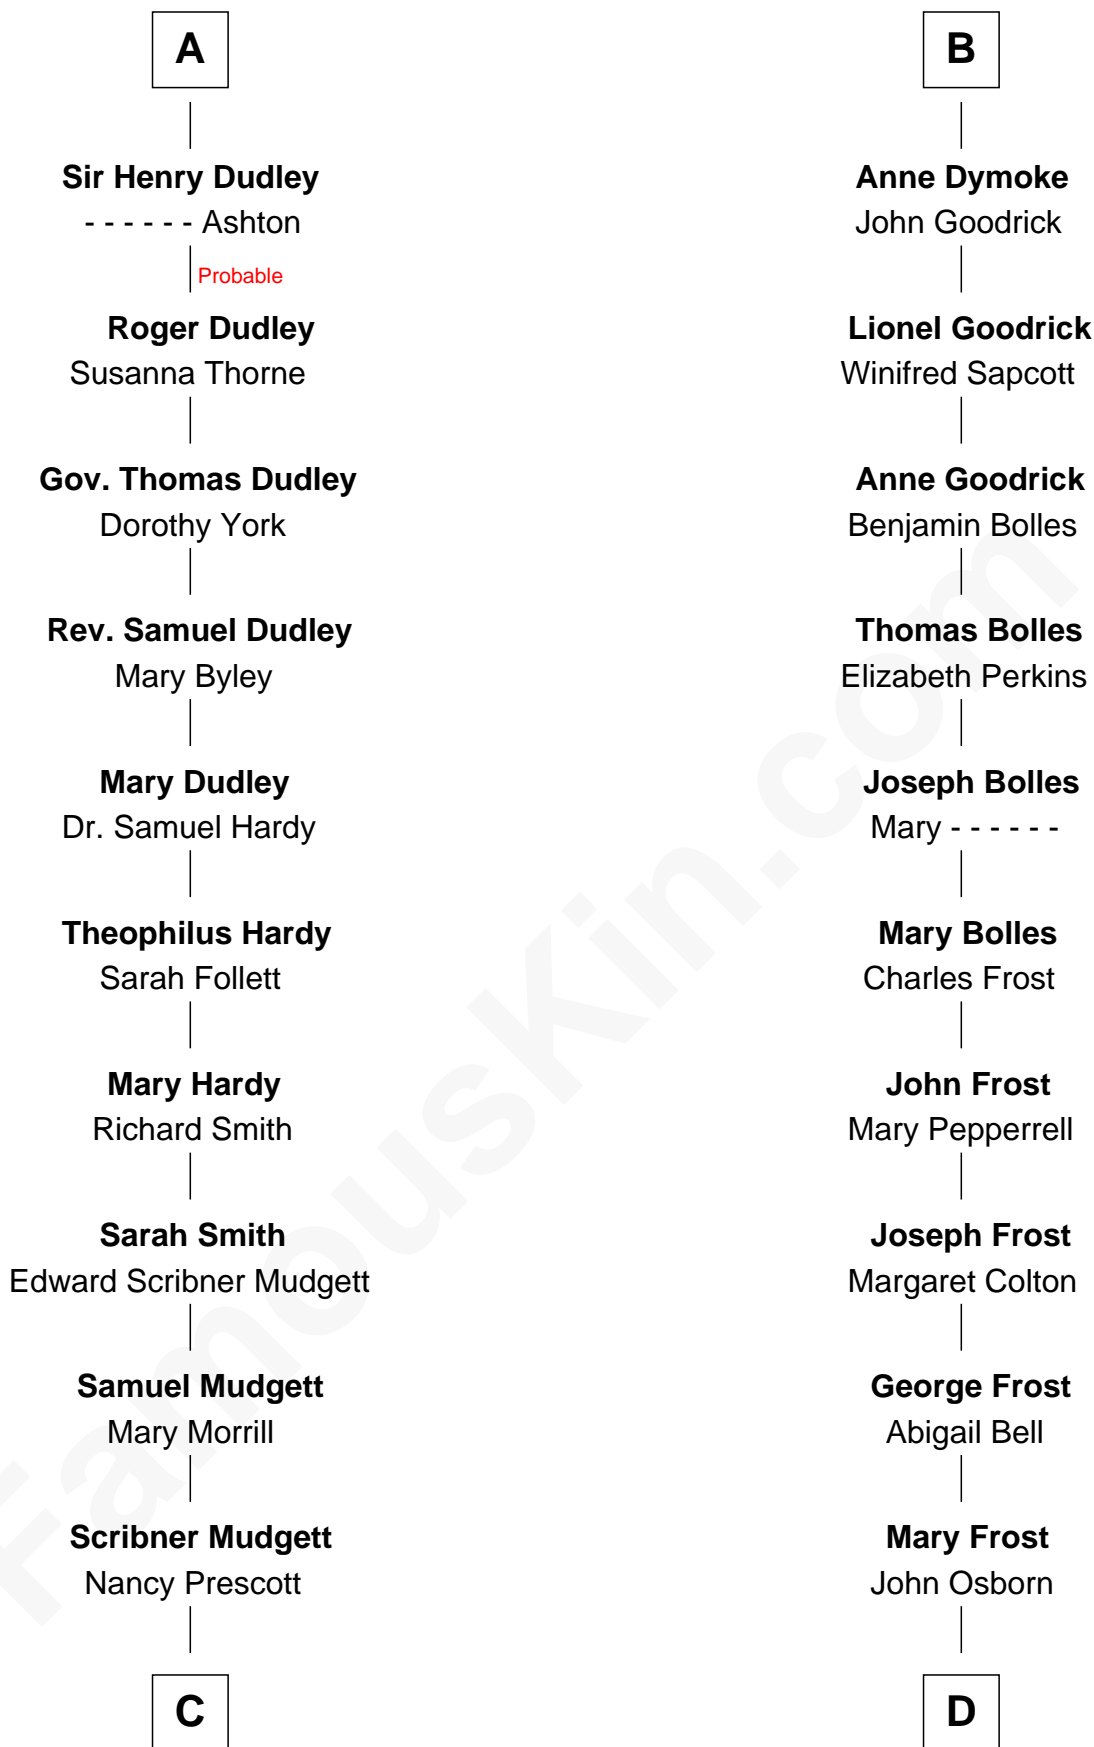 A
Sir Henry Dudley
- - - - - - Ashton
Probable
Roger Dudley
Susanna Thorne
Gov. Thomas Dudley
Dorothy York
Rev. Samuel Dudley
Mary Byley
Mary Dudley
Dr. Samuel Hardy
Theophilus Hardy
Sarah Follett
Mary Hardy
Richard Smith
Sarah Smith
Edward Scribner Mudgett
Samuel Mudgett
Mary Morrill
Scribner Mudgett
Nancy Prescott
C
B
Anne Dymoke
John Goodrick
Lionel Goodrick
Winifred Sapcott
Anne Goodrick
Benjamin Bolles
Thomas Bolles
Elizabeth Perkins
Joseph Bolles
Mary - - - - - -
Mary Bolles
Charles Frost
John Frost
Mary Pepperrell
Joseph Frost
Margaret Colton
George Frost
Abigail Bell
Mary Frost
John Osborn
D
FamousKin.com